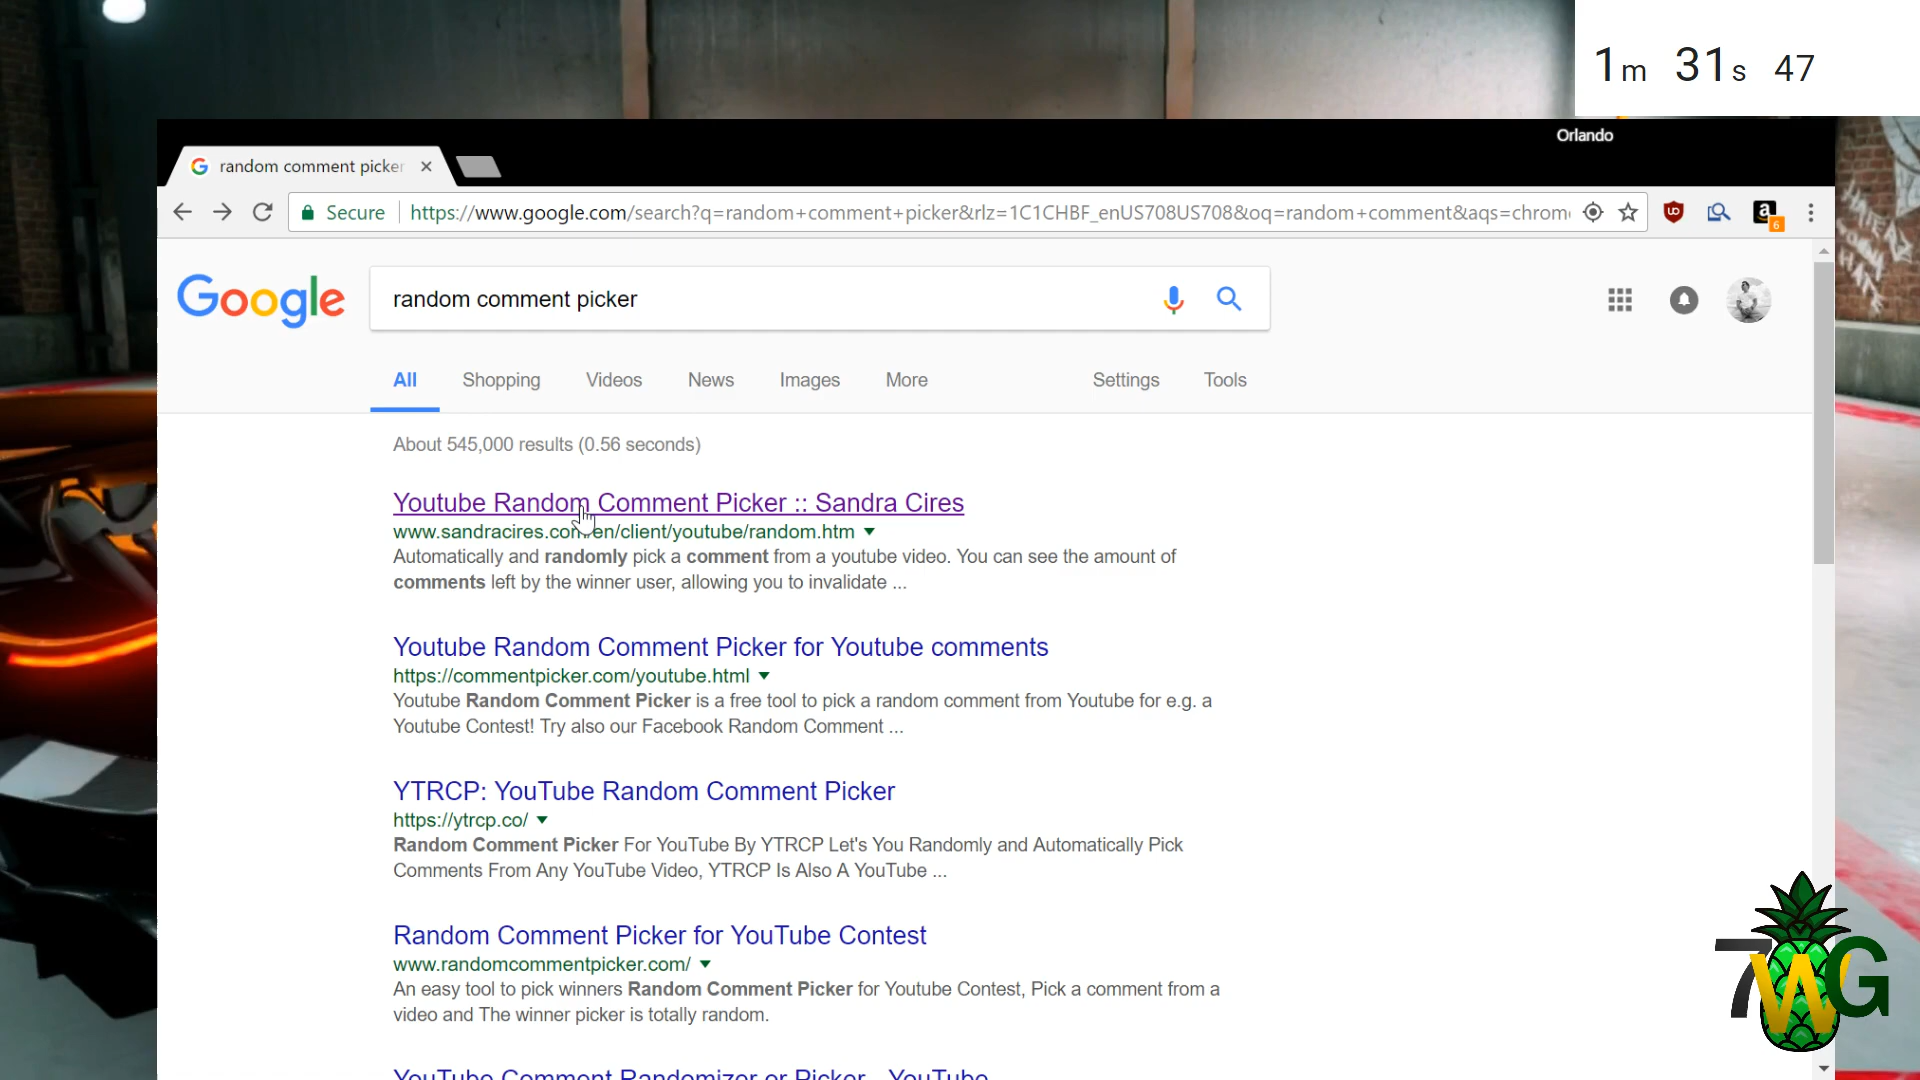 1m 31s 47
Orlando
random comment picker
Secure https://www.google.com/search?q=random+comment+picker&rlz=1C1CHBF_enUS708US708&oq=random+comment&aqs=chrome
6
Google random comment picker
All Shopping Videos News Images More Settings Tools
About 545,000 results (0.56 seconds)
Youtube Random Comment Picker :: Sandra Cires
www.sandracires.com/en/client/youtube/random.htm
Automatically and randomly pick a comment from a youtube video. You can see the amount of
comments left by the winner user, allowing you to invalidate ...
Youtube Random Comment Picker for Youtube comments
https://commentpicker.com/youtube.html
Youtube Random Comment Picker is a free tool to pick a random comment from Youtube for e.g. a
Youtube Contest! Try also our Facebook Random Comment ...
YTRCP: YouTube Random Comment Picker
https://ytrcp.co/
Random Comment Picker For YouTube By YTRCP Let's You Randomly and Automatically Pick
Comments From Any YouTube Video, YTRCP Is Also A YouTube ...
Random Comment Picker for YouTube Contest
www.randomcommentpicker.com/
An easy tool to pick winners Random Comment Picker for Youtube Contest, Pick a comment from a
video and The winner picker is totally random.
YouTube Comment Randomizer or Picker - YouTube
7WG